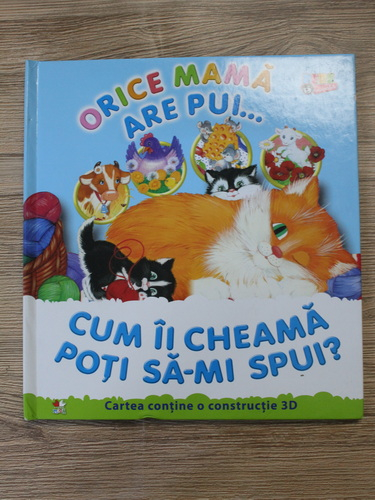 ORICE MAMĂ
ARE PUI...
CUM ÎI CHEAMĂ
POȚI SĂ-MI SPUI?
Cartea conține o construcție 3D